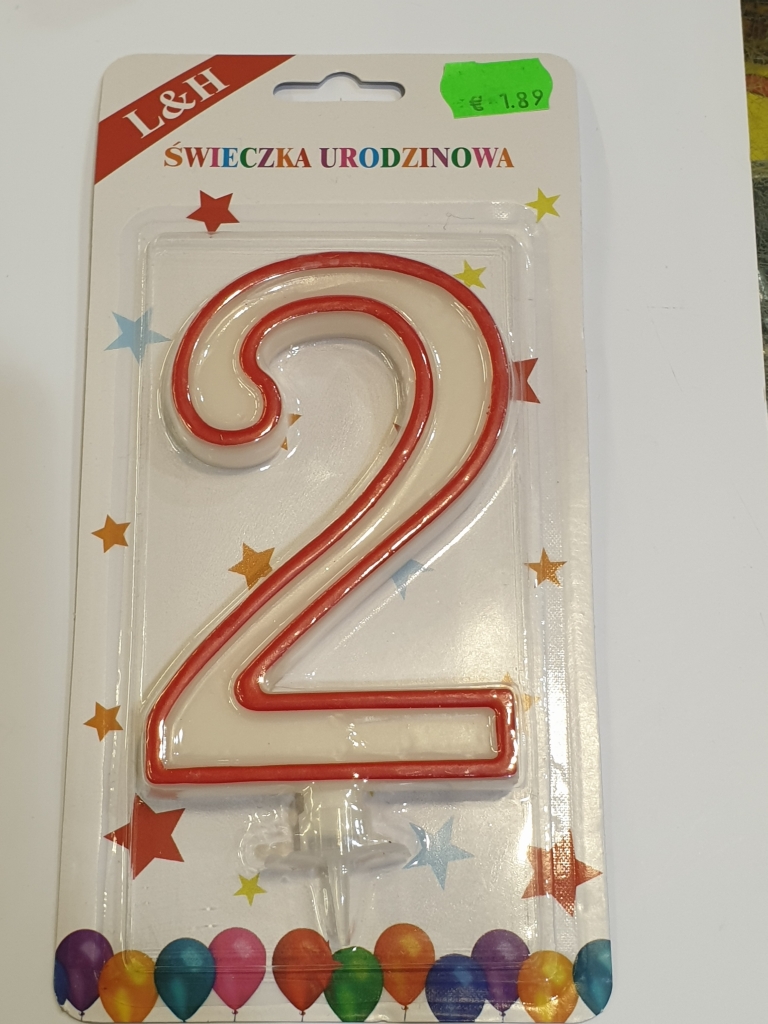 L&H
€ 1.89
ŚWIECZKA URODZINOWA
2